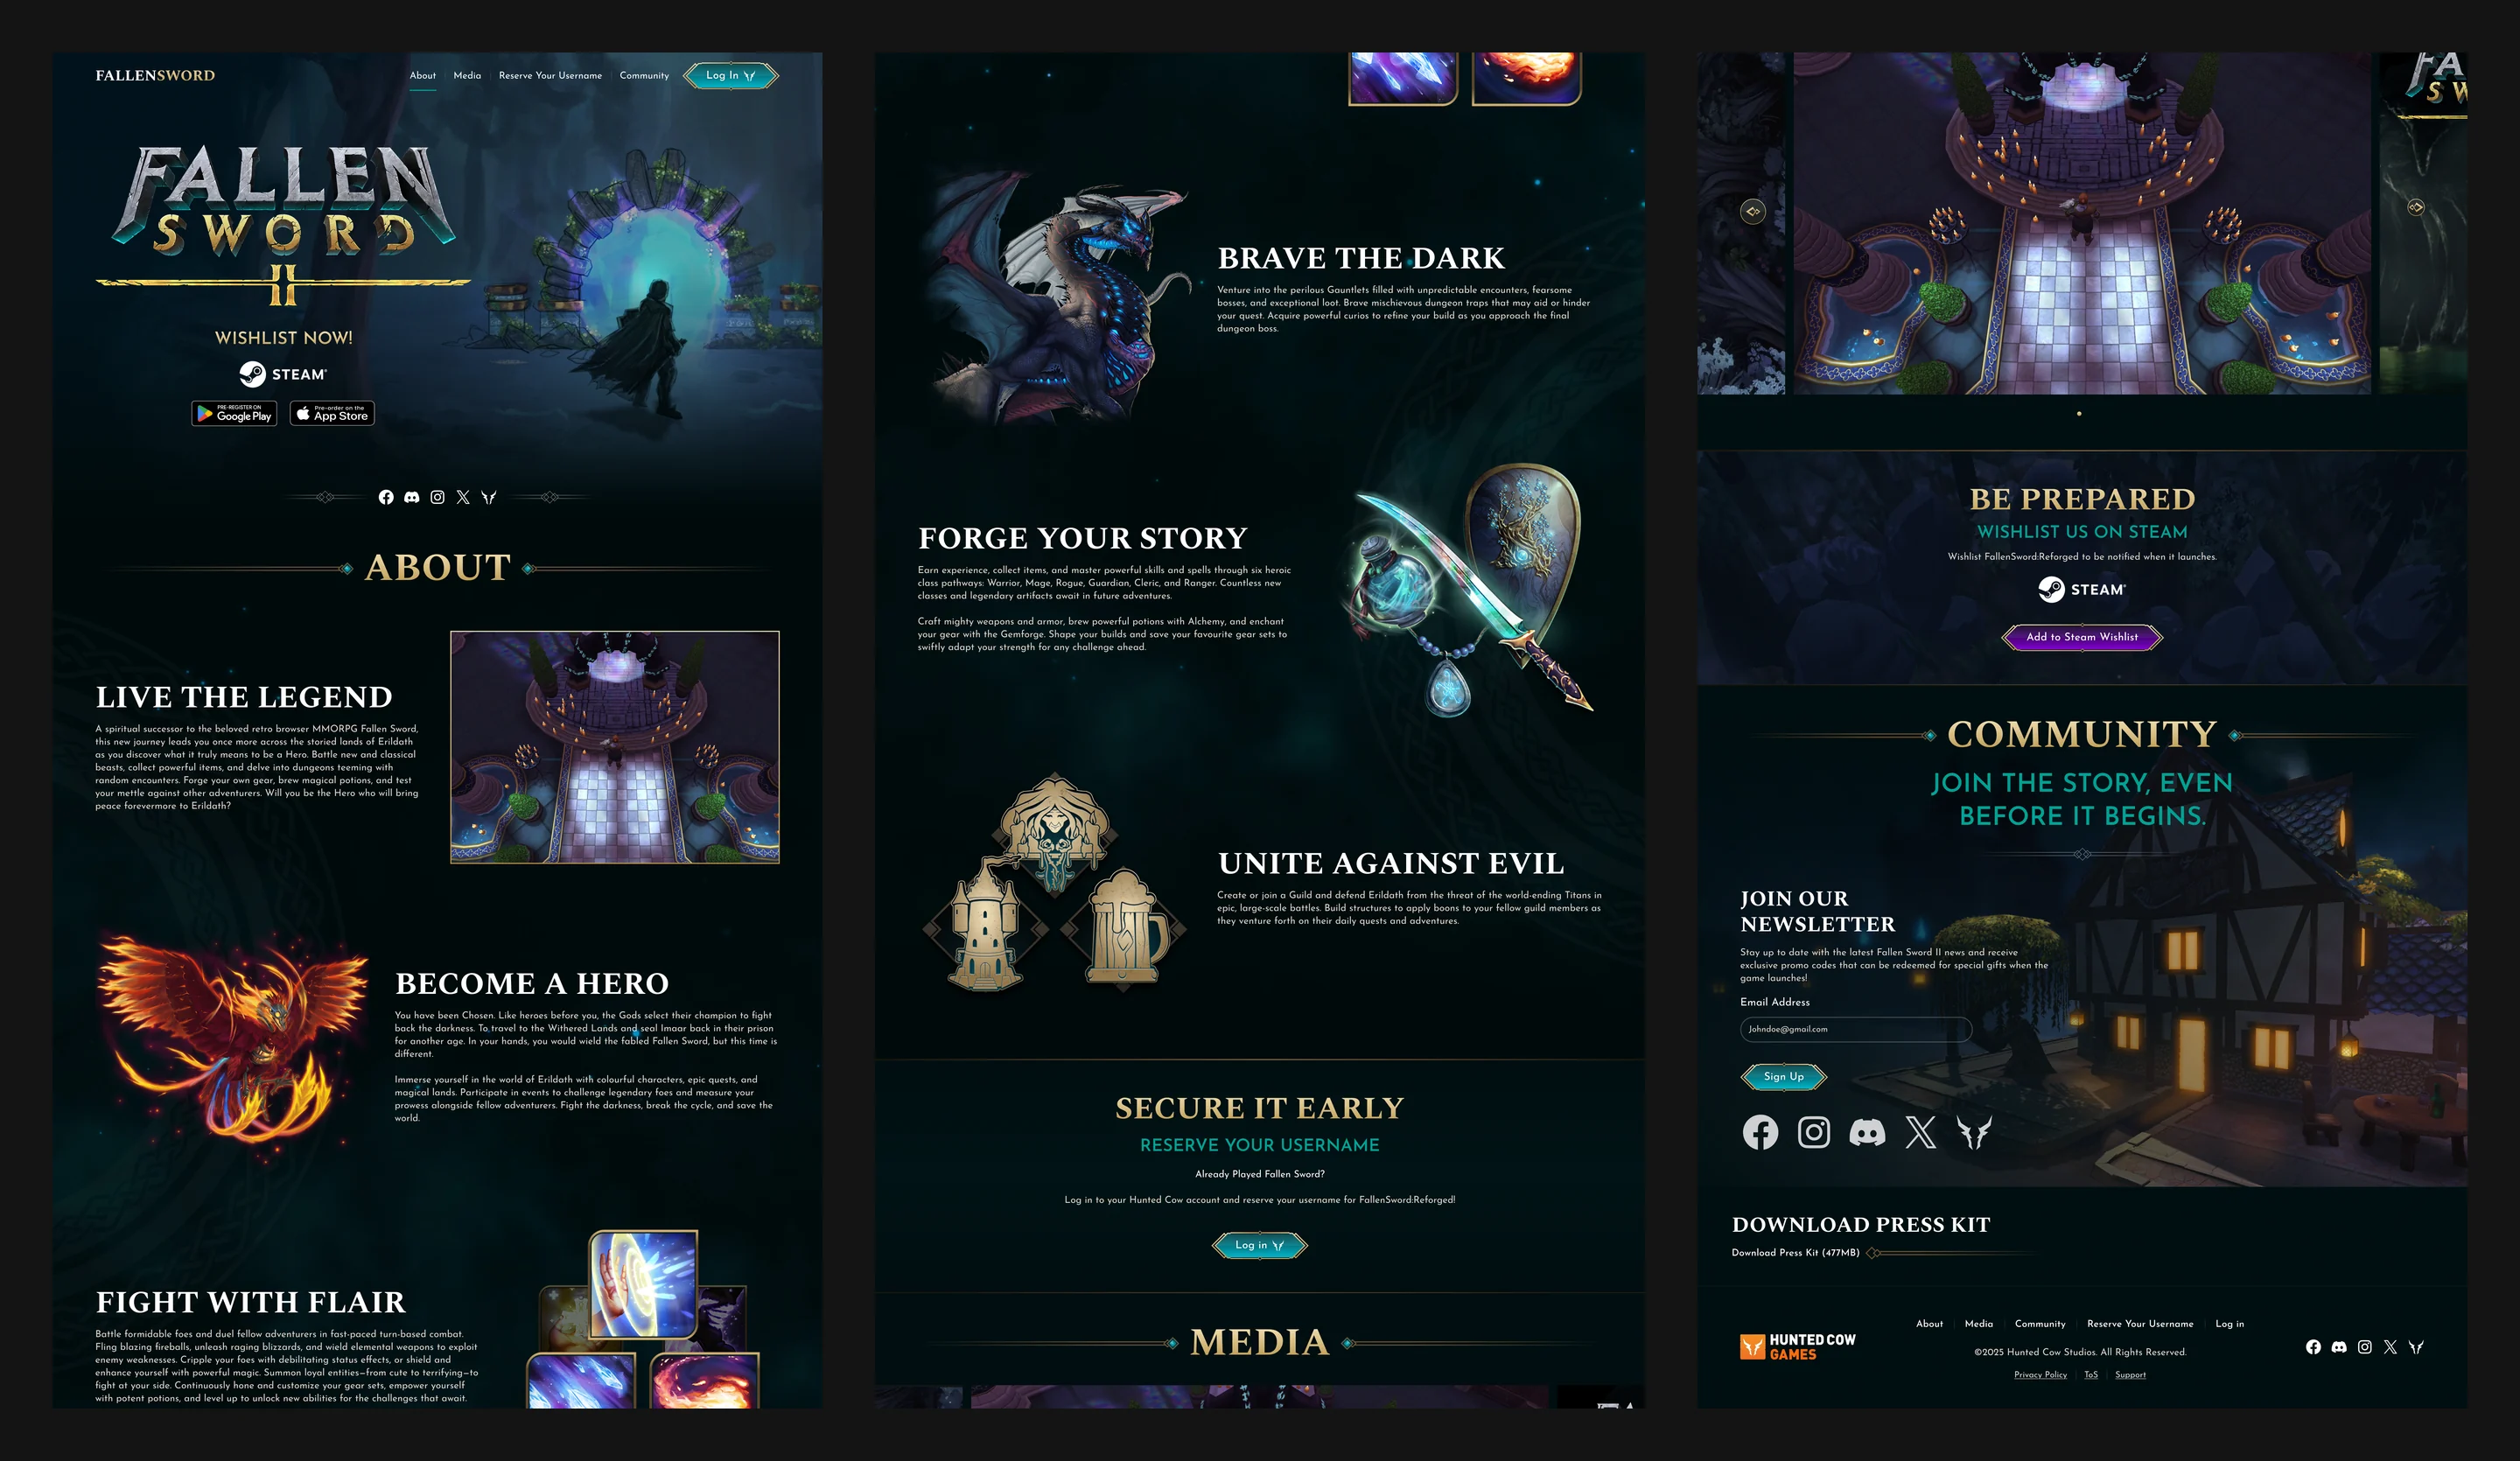 FALLENSWORD
About
Media
Reserve Your Username
Community
Log In
FALLEN
SWORD
II
WISHLIST NOW!
STEAM®
PRE-REGISTER ON
Google Play
Pre-order on the
App Store
ABOUT
LIVE THE LEGEND
A spiritual successor to the beloved retro browser MMORPG Fallen Sword,
this new journey leads you once more across the storied lands of Erildath
as you discover what it truly means to be a Hero. Battle new and classical
beasts, collect powerful items, and delve into dungeons teeming with
random encounters. Forge your own gear, brew magical potions, and test
your mettle against other adventurers. Will you be the Hero who will bring
peace forevermore to Erildath?
BECOME A HERO
You have been Chosen. Like heroes before you, the Gods select their champion to fight
back the darkness. To travel to the Withered Lands and seal Imaar back in their prison
for another age. In your hands, you would wield the fabled Fallen Sword, but this time is
different.
Immerse yourself in the world of Erildath with colourful characters, epic quests, and
magical lands. Participate in events to challenge legendary foes and measure your
prowess alongside fellow adventurers. Fight the darkness, break the cycle, and save the
world.
FIGHT WITH FLAIR
Battle formidable foes and duel fellow adventurers in fast-paced turn-based combat.
Fling blazing fireballs, unleash raging blizzards, and wield elemental weapons to exploit
enemy weaknesses. Cripple your foes with debilitating status effects, or shield and
enhance yourself with powerful magic. Summon loyal entities—from cute to terrifying—to
fight at your side. Continuously hone and customize your gear sets, empower yourself
with potent potions, and level up to unlock new abilities for the challenges that await.
BRAVE THE DARK
Venture into the perilous Gauntlets filled with unpredictable encounters, fearsome
bosses, and exceptional loot. Brave mischievous dungeon traps that may aid or hinder
your quest. Acquire powerful curios to refine your build as you approach the final
dungeon boss.
FORGE YOUR STORY
Earn experience, collect items, and master powerful skills and spells through six heroic
class pathways: Warrior, Mage, Rogue, Guardian, Cleric, and Ranger. Countless new
classes and legendary artifacts await in future adventures.
Craft mighty weapons and armor, brew powerful potions with Alchemy, and enchant
your gear with the Gemforge. Shape your builds and save your favourite gear sets to
swiftly adapt your strength for any challenge ahead.
UNITE AGAINST EVIL
Create or join a Guild and defend Erildath from the threat of the world-ending Titans in
epic, large-scale battles. Build structures to apply boons to your fellow guild members as
they venture forth on their daily quests and adventures.
SECURE IT EARLY
RESERVE YOUR USERNAME
Already Played Fallen Sword?
Log in to your Hunted Cow account and reserve your username for FallenSword:Reforged!
Log in
MEDIA
FA
SW
BE PREPARED
WISHLIST US ON STEAM
Wishlist FallenSword:Reforged to be notified when it launches.
STEAM®
Add to Steam Wishlist
COMMUNITY
JOIN THE STORY, EVEN
BEFORE IT BEGINS.
JOIN OUR
NEWSLETTER
Stay up to date with the latest Fallen Sword II news and receive
exclusive promo codes that can be redeemed for special gifts when the
game launches!
Email Address
Johndoe@gmail.com
Sign Up
DOWNLOAD PRESS KIT
Download Press Kit (477MB)
HUNTED COW
GAMES
About
Media
Community
Reserve Your Username
Log in
©2025 Hunted Cow Studios. All Rights Reserved.
Privacy Policy
ToS
Support